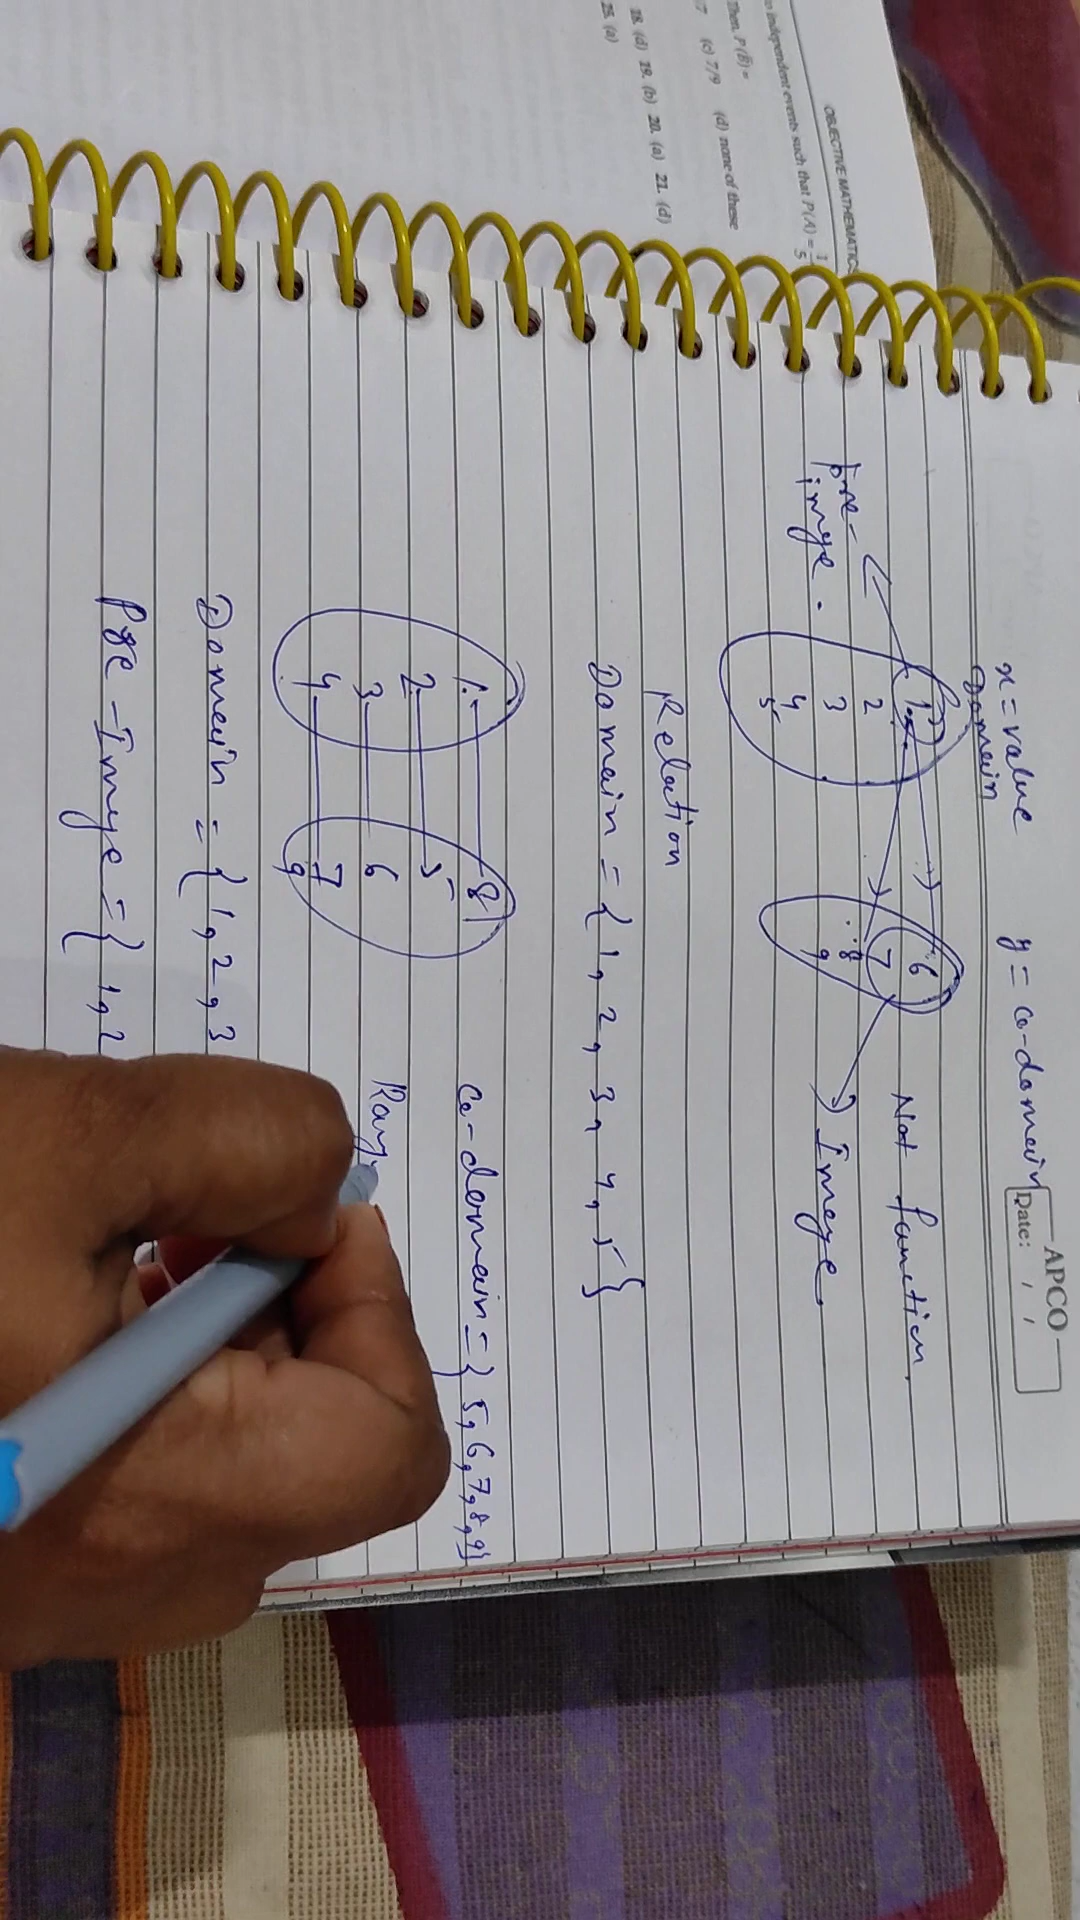 OBJECTIVE MATHEMATICS
independent events such that P(A) = 1/5
Then, P(B̄) =
(c) 7/9 (d) none of these
18. (d) 19. (b) 20. (a) 21. (d)
25. (a)
APCO
Date:
x = value y = co-domain
Domain
1 6 Not function
2 7
3 8 Image
4 9
5
Pre-
image.
Relation
Domain = { 1, 2, 3, 4, 5 }
1 8 Co-domain = { 5,6,7,8,9}
2 5
3 6
4 7
9
Domain = { 1, 2, 3
Pre-Image = { 1, 2